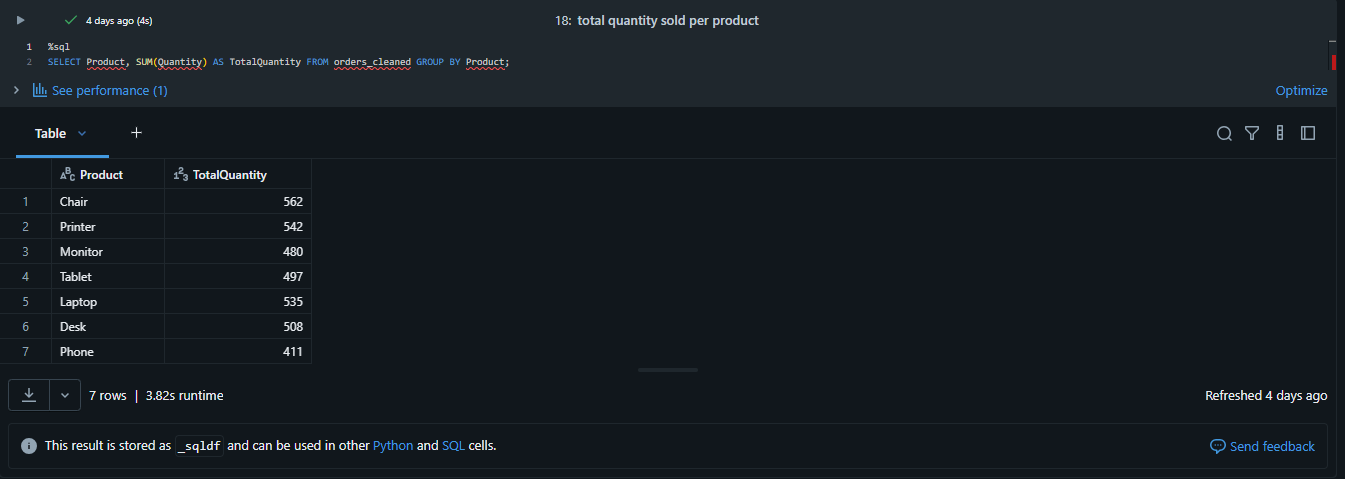 4 days ago (4s)
18: total quantity sold per product
1 %sql
2 SELECT Product, SUM(Quantity) AS TotalQuantity FROM orders_cleaned GROUP BY Product;
See performance (1)
Optimize
Table
Product TotalQuantity
1 Chair 562
2 Printer 542
3 Monitor 480
4 Tablet 497
5 Laptop 535
6 Desk 508
7 Phone 411
7 rows | 3.82s runtime
Refreshed 4 days ago
This result is stored as _sqldf and can be used in other Python and SQL cells.
Send feedback